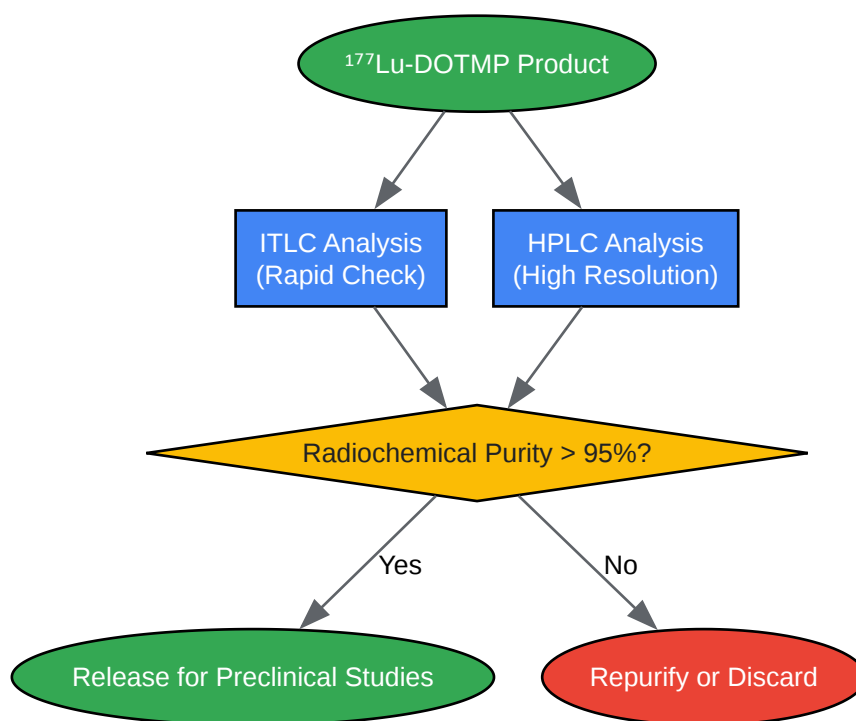 ¹⁷⁷Lu-DOTMP Product
ITLC Analysis
(Rapid Check)
HPLC Analysis
(High Resolution)
Radiochemical Purity > 95%?
Yes
No
Release for Preclinical Studies
Repurify or Discard